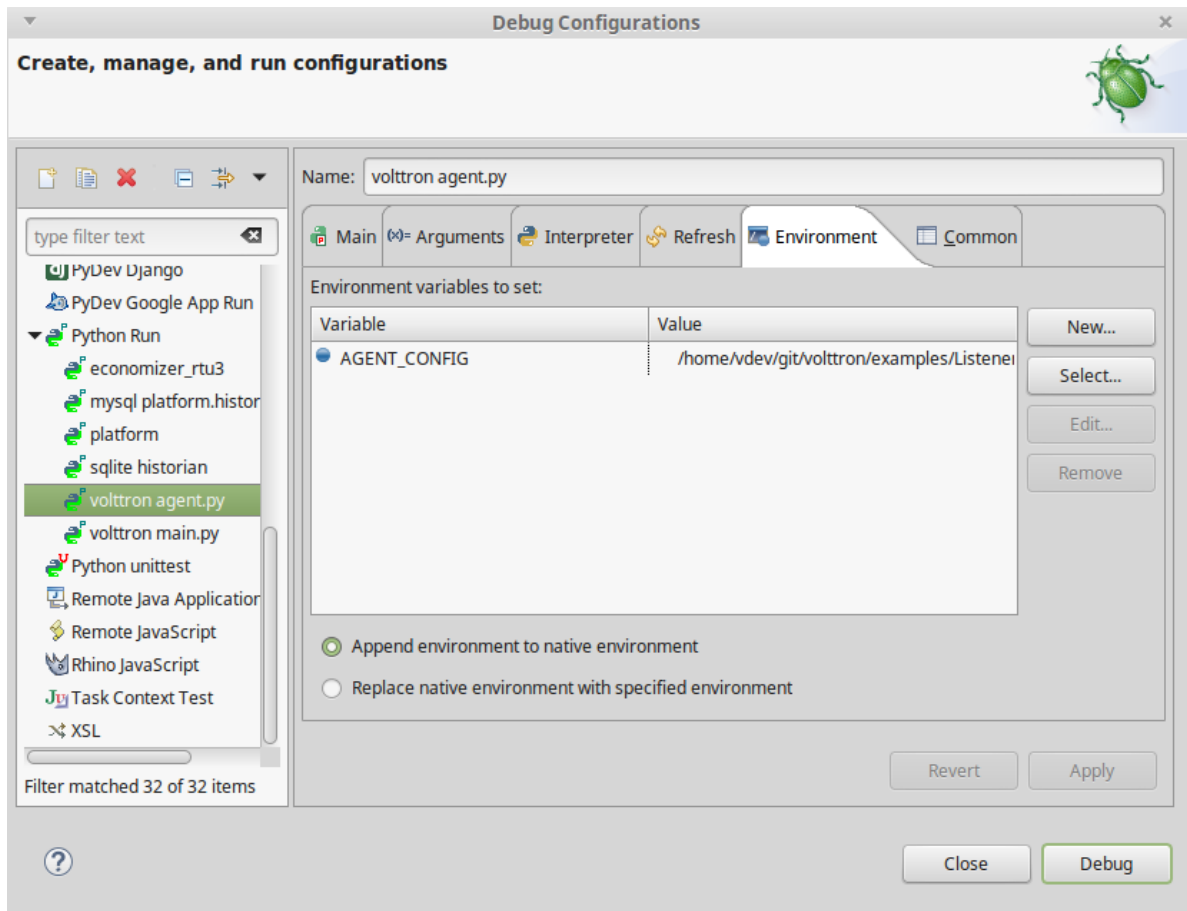 Debug Configurations
Create, manage, and run configurations
Name: volttron agent.py
type filter text
Main (x)= Arguments Interpreter Refresh Environment Common
PyDev Django
PyDev Google App Run
Python Run
economizer_rtu3
mysql platform.histor
platform
sqlite historian
volttron agent.py
volttron main.py
Python unittest
Remote Java Application
Remote JavaScript
Rhino JavaScript
Ju Task Context Test
XSL
Filter matched 32 of 32 items
Environment variables to set:
Variable Value
AGENT_CONFIG /home/vdev/git/volttron/examples/Listener
New...
Select...
Edit...
Remove
Append environment to native environment
Replace native environment with specified environment
Revert Apply
Close Debug